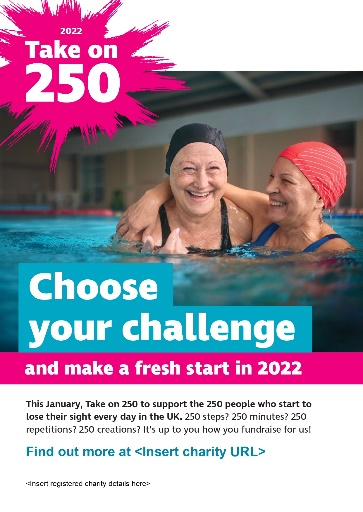 2022
Take on
250
Choose
your challenge
and make a fresh start in 2022
This January, Take on 250 to support the 250 people who start to
lose their sight every day in the UK. 250 steps? 250 minutes? 250
repetitions? 250 creations? It's up to you how you fundraise for us!
Find out more at <Insert charity URL>
<Insert registered charity details here>